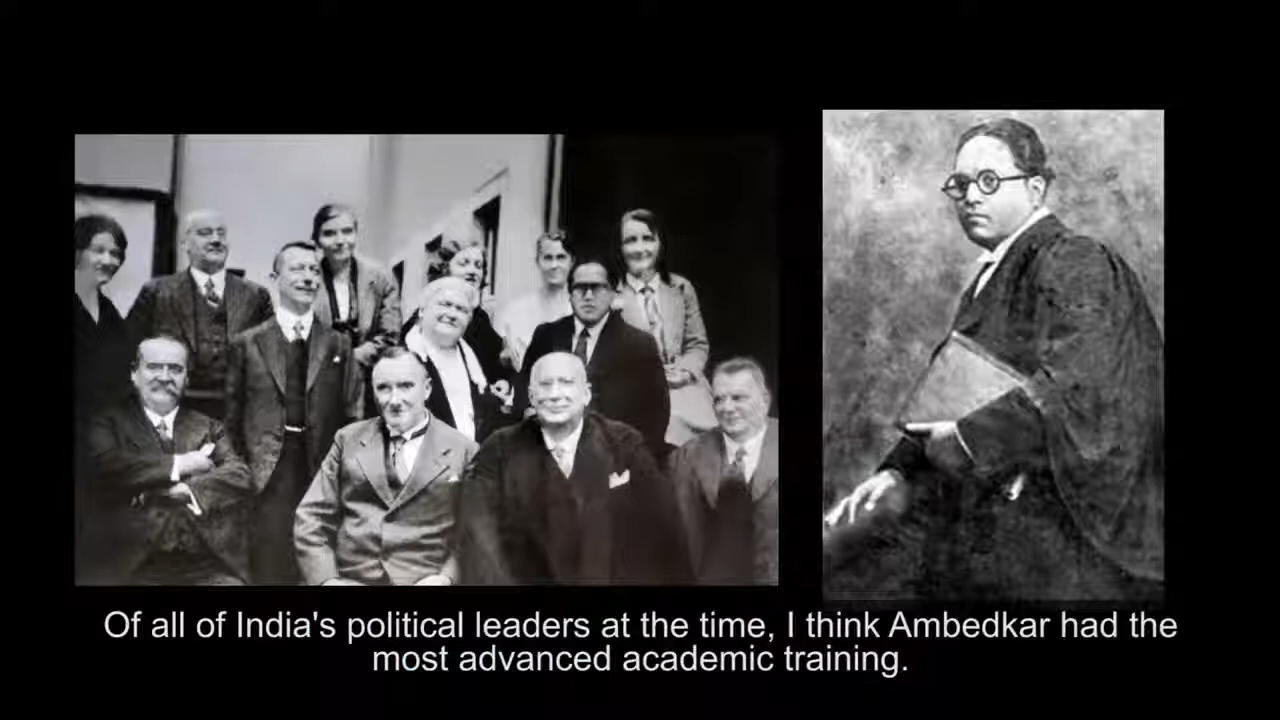 Of all of India's political leaders at the time, I think Ambedkar had the
most advanced academic training.